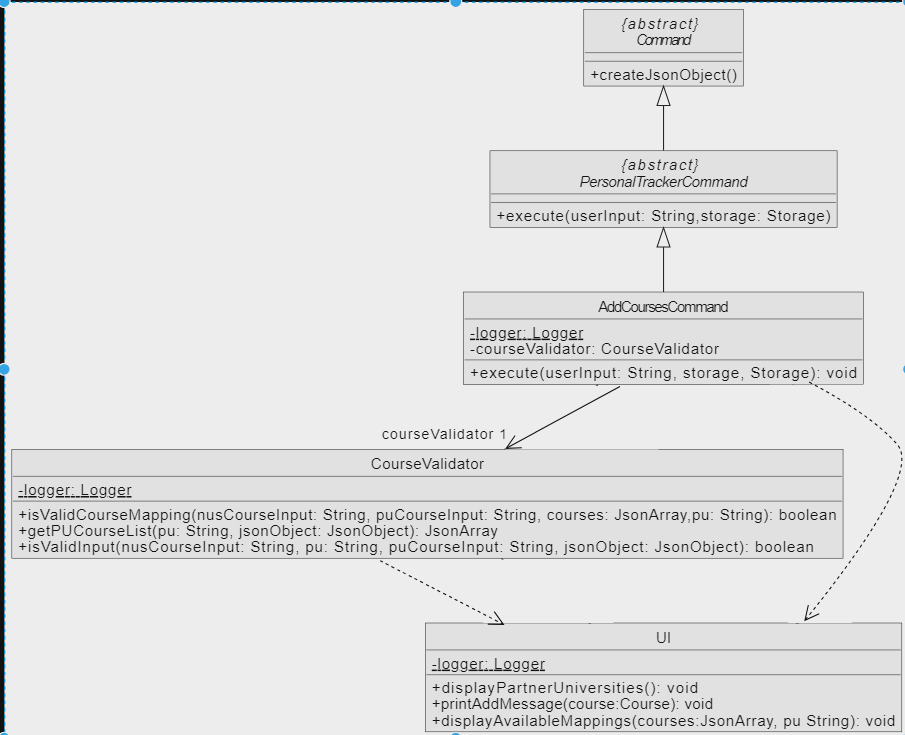 {abstract}
Command
+createJsonObject()
{abstract}
PersonalTrackerCommand
+execute(userInput: String,storage: Storage)
AddCoursesCommand
-logger: Logger
-courseValidator: CourseValidator
+execute(userInput: String, storage, Storage): void
courseValidator 1
CourseValidator
-logger: Logger
+isValidCourseMapping(nusCourseInput: String, puCourseInput: String, courses: JsonArray,pu: String): boolean
+getPUCourseList(pu: String, jsonObject: JsonObject): JsonArray
+isValidInput(nusCourseInput: String, pu: String, puCourseInput: String, jsonObject: JsonObject): boolean
UI
-logger: Logger
+displayPartnerUniversities(): void
+printAddMessage(course:Course): void
+displayAvailableMappings(courses:JsonArray, pu String): void